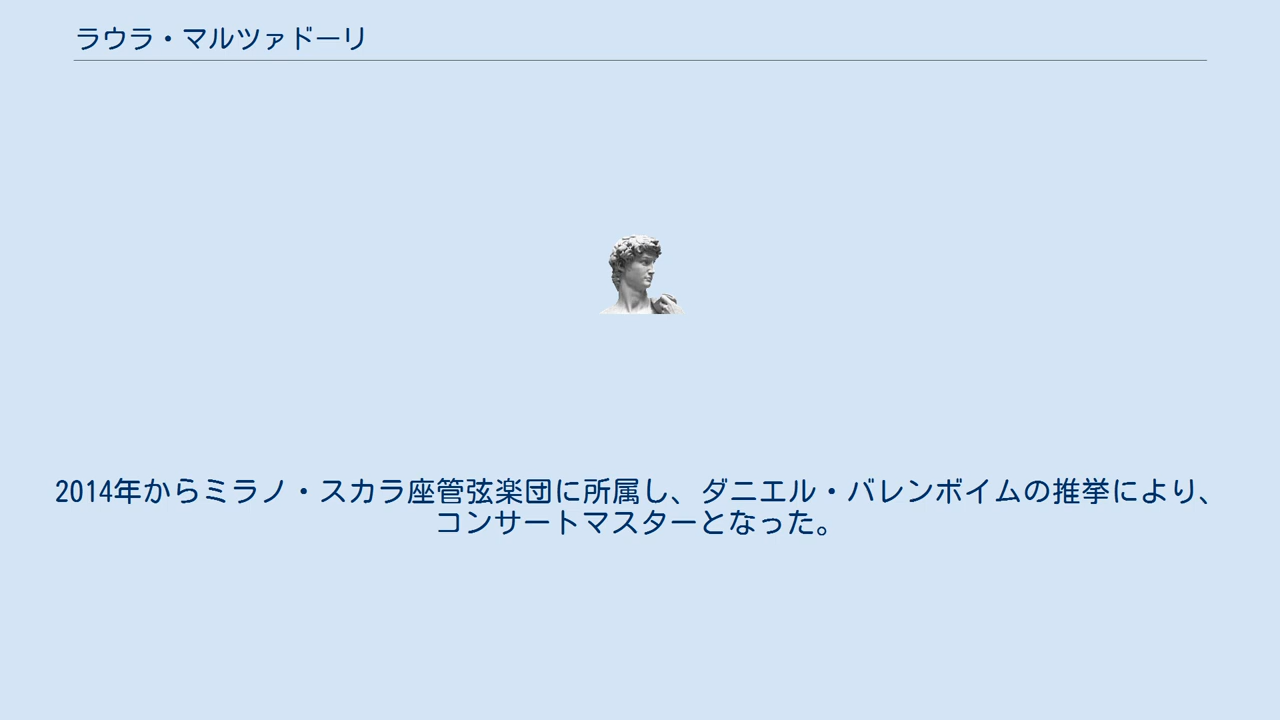 ラウラ・マルツァドーリ
2014年からミラノ・スカラ座管弦楽団に所属し、ダニエル・バレンボイムの推挙により、
コンサートマスターとなった。